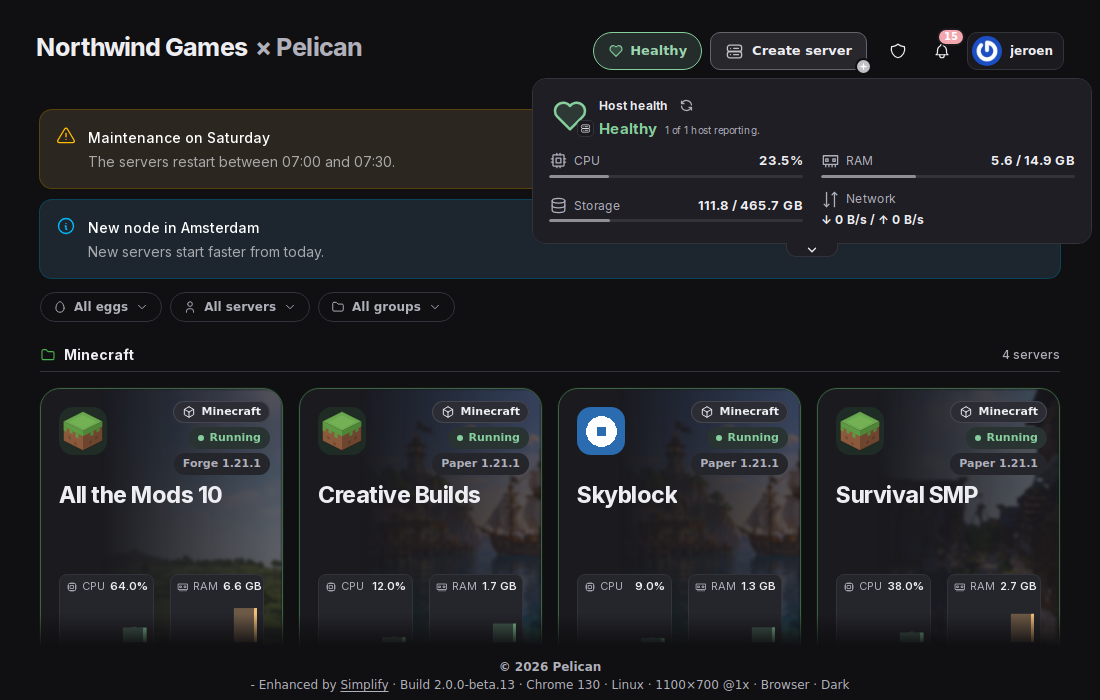 Northwind Games × Pelican
Healthy
Create server
15
jeroen
Host health
Healthy 1 of 1 host reporting.
CPU 23.5%
RAM 5.6 / 14.9 GB
Storage 111.8 / 465.7 GB
Network
↓ 0 B/s / ↑ 0 B/s
Maintenance on Saturday
The servers restart between 07:00 and 07:30.
New node in Amsterdam
New servers start faster from today.
All eggs
All servers
All groups
Minecraft
4 servers
Minecraft
Running
Forge 1.21.1
All the Mods 10
CPU 64.0%
RAM 6.6 GB
Minecraft
Running
Paper 1.21.1
Creative Builds
CPU 12.0%
RAM 1.7 GB
Minecraft
Running
Paper 1.21.1
Skyblock
CPU 9.0%
RAM 1.3 GB
Minecraft
Running
Paper 1.21.1
Survival SMP
CPU 38.0%
RAM 2.7 GB
© 2026 Pelican
- Enhanced by Simplify · Build 2.0.0-beta.13 · Chrome 130 · Linux · 1100×700 @1x · Browser · Dark